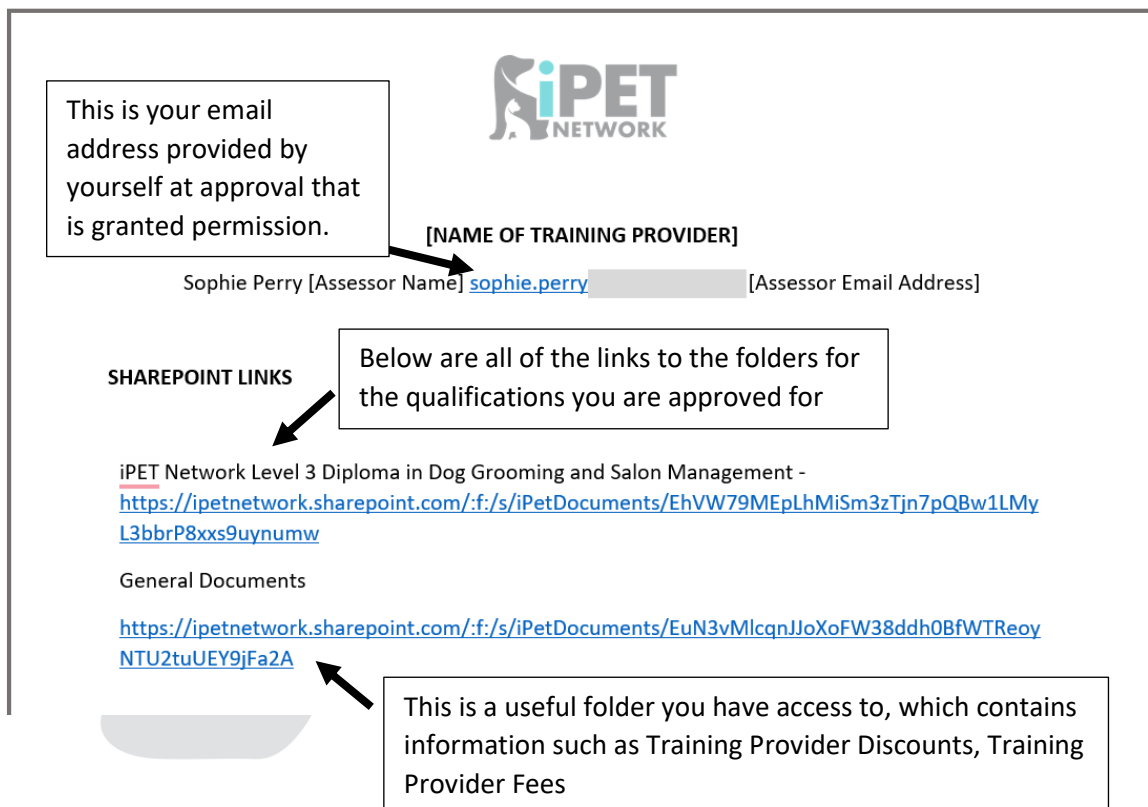 iPET
NETWORK
This is your email
address provided by
yourself at approval that
is granted permission.
[NAME OF TRAINING PROVIDER]
Sophie Perry [Assessor Name] sophie.perry [Assessor Email Address]
SHAREPOINT LINKS
Below are all of the links to the folders for
the qualifications you are approved for
iPET Network Level 3 Diploma in Dog Grooming and Salon Management -
https://ipetnetwork.sharepoint.com/:f:/s/iPetDocuments/EhVW79MEpLhMiSm3zTjn7pQBw1LMy
L3bbrP8xxs9uynumw
General Documents
https://ipetnetwork.sharepoint.com/:f:/s/iPetDocuments/EuN3vMlcqnJJoXoFW38ddh0BfWTReoy
NTU2tuUEY9jFa2A
This is a useful folder you have access to, which contains
information such as Training Provider Discounts, Training
Provider Fees